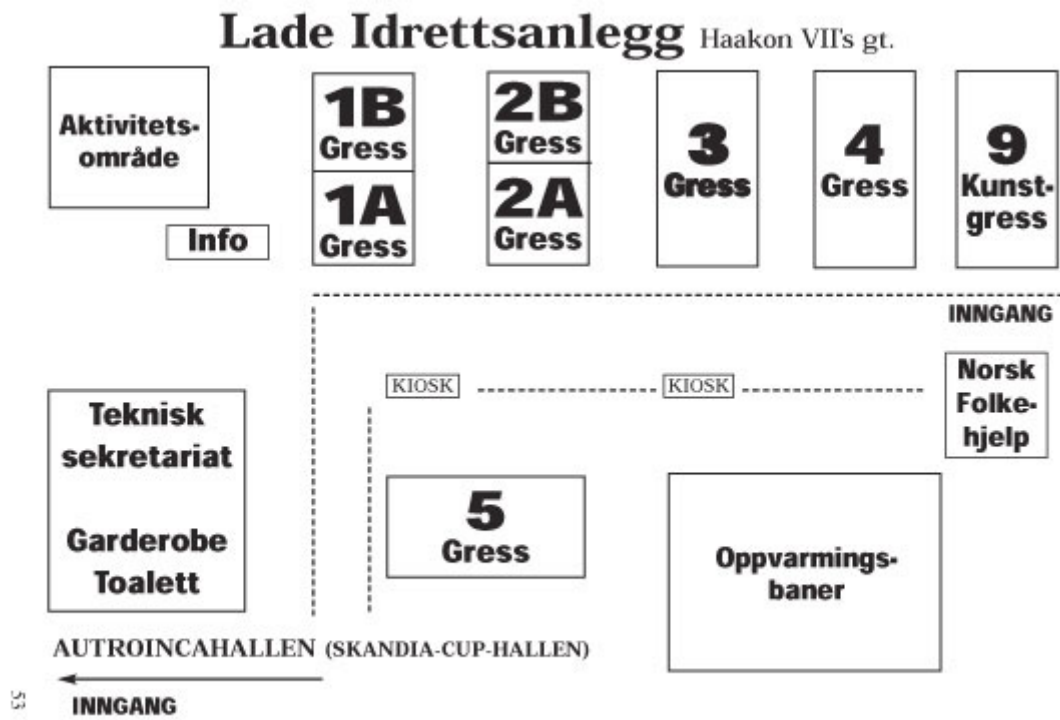 Lade Idrettsanlegg Haakon VII's gt.
Aktivitets-
område
Info
1B
Gress
1A
Gress
2B
Gress
2A
Gress
3
Gress
4
Gress
9
Kunst-
gress
INNGANG
KIOSK
KIOSK
Norsk
Folke-
hjelp
Teknisk
sekretariat
Garderobe
Toalett
5
Gress
Oppvarmings-
baner
AUTROINCAHALLEN (SKANDIA-CUP-HALLEN)
INNGANG
53